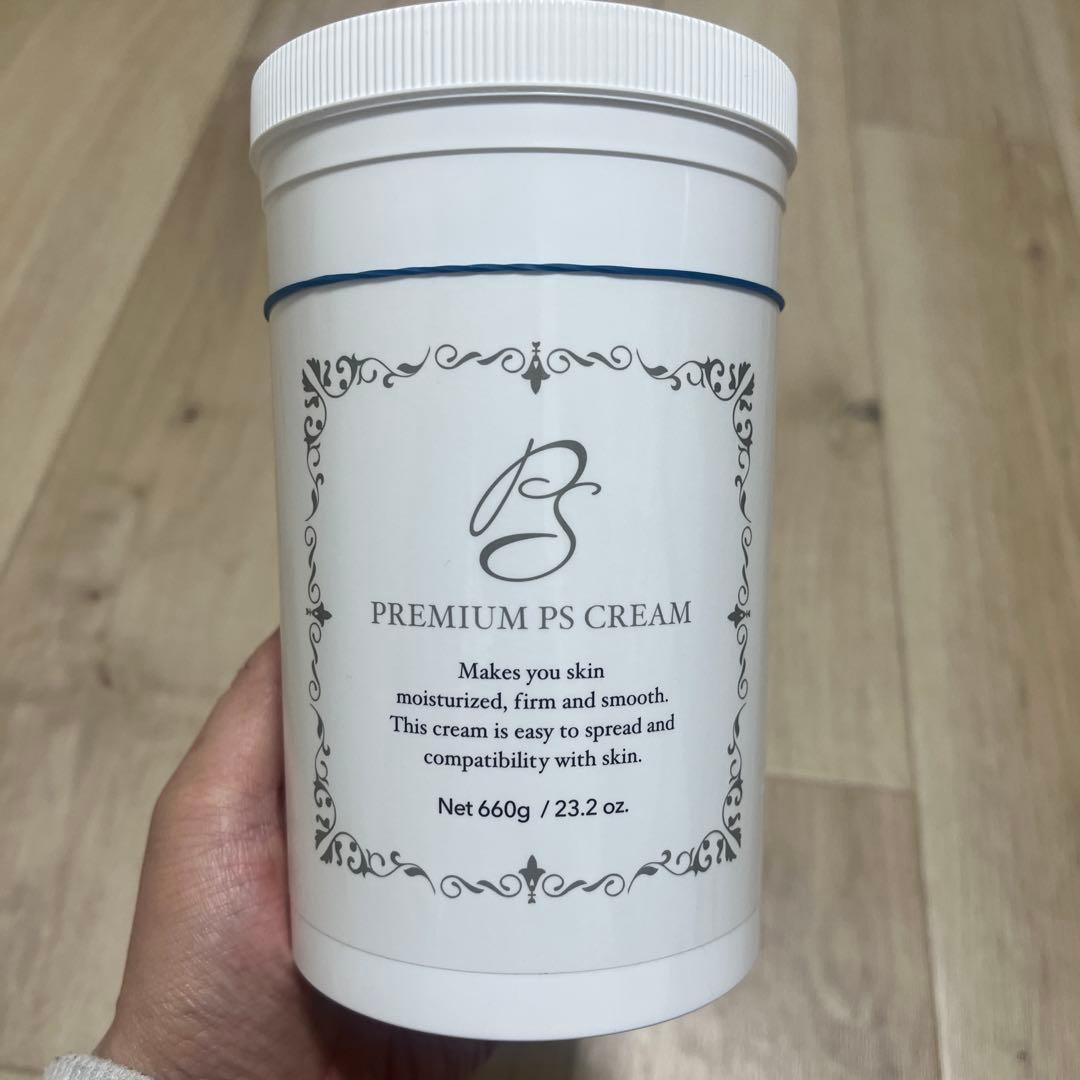 PS
PREMIUM PS CREAM
Makes you skin
moisturized, firm and smooth.
This cream is easy to spread and
compatibility with skin.
Net 660g / 23.2 oz.